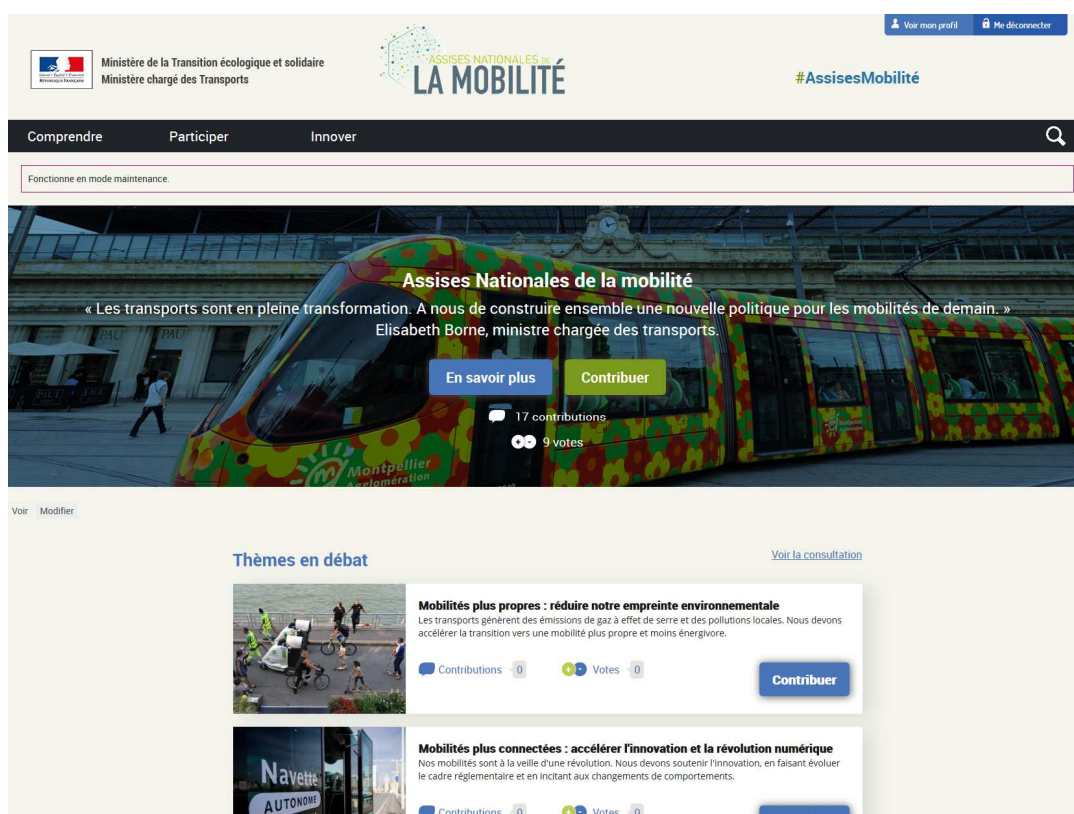 Voir mon profil
Me déconnecter
Liberté • Égalité • Fraternité
RÉPUBLIQUE FRANÇAISE
Ministère de la Transition écologique et solidaire
Ministère chargé des Transports
ASSISES NATIONALES DE
LA MOBILITÉ
#AssisesMobilité
Comprendre
Participer
Innover
Fonctionne en mode maintenance.
Assises Nationales de la mobilité
« Les transports sont en pleine transformation. A nous de construire ensemble une nouvelle politique pour les mobilités de demain. »
Elisabeth Borne, ministre chargée des transports.
PAUL
PAUL
En savoir plus
Contribuer
17 contributions
9 votes
Montpellier
Agglomération
Voir
Modifier
Thèmes en débat
Voir la consultation
Mobilités plus propres : réduire notre empreinte environnementale
Les transports génèrent des émissions de gaz à effet de serre et des pollutions locales. Nous devons
accélérer la transition vers une mobilité plus propre et moins énergivore.
Contributions 0
Votes 0
Contribuer
Navette
AUTONOME
Mobilités plus connectées : accélérer l'innovation et la révolution numérique
Nos mobilités sont à la veille d'une révolution. Nous devons soutenir l'innovation, en faisant évoluer
le cadre réglementaire et en incitant aux changements de comportements.
Contributions 0
Votes 0